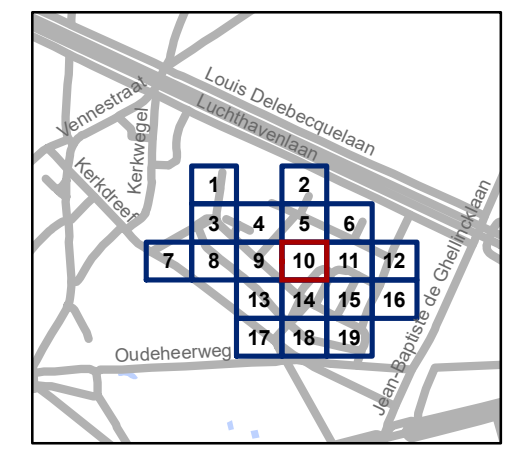 Louis Delebecquelaan
Luchthavenlaan
Vennestraat
Kerkwegel
Kerkdreef
1 2
3 4 5 6
7 8 9 10 11 12
13 14 15 16
17 18 19
Oudeheerweg
Jean-Baptiste de Ghellincklaan